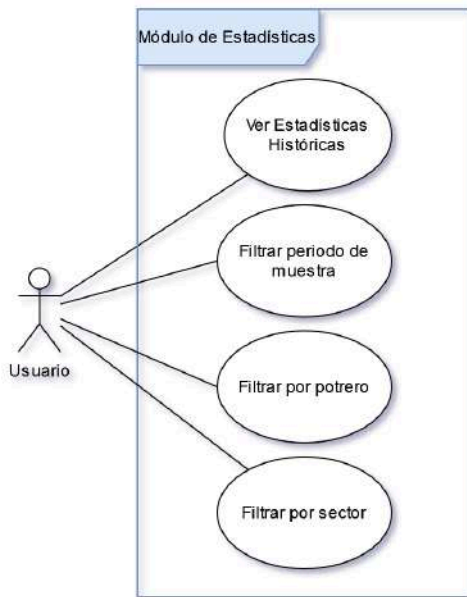 Módulo de Estadísticas
Ver Estadísticas
Históricas
Filtrar periodo de
muestra
Usuario
Filtrar por potrero
Filtrar por sector